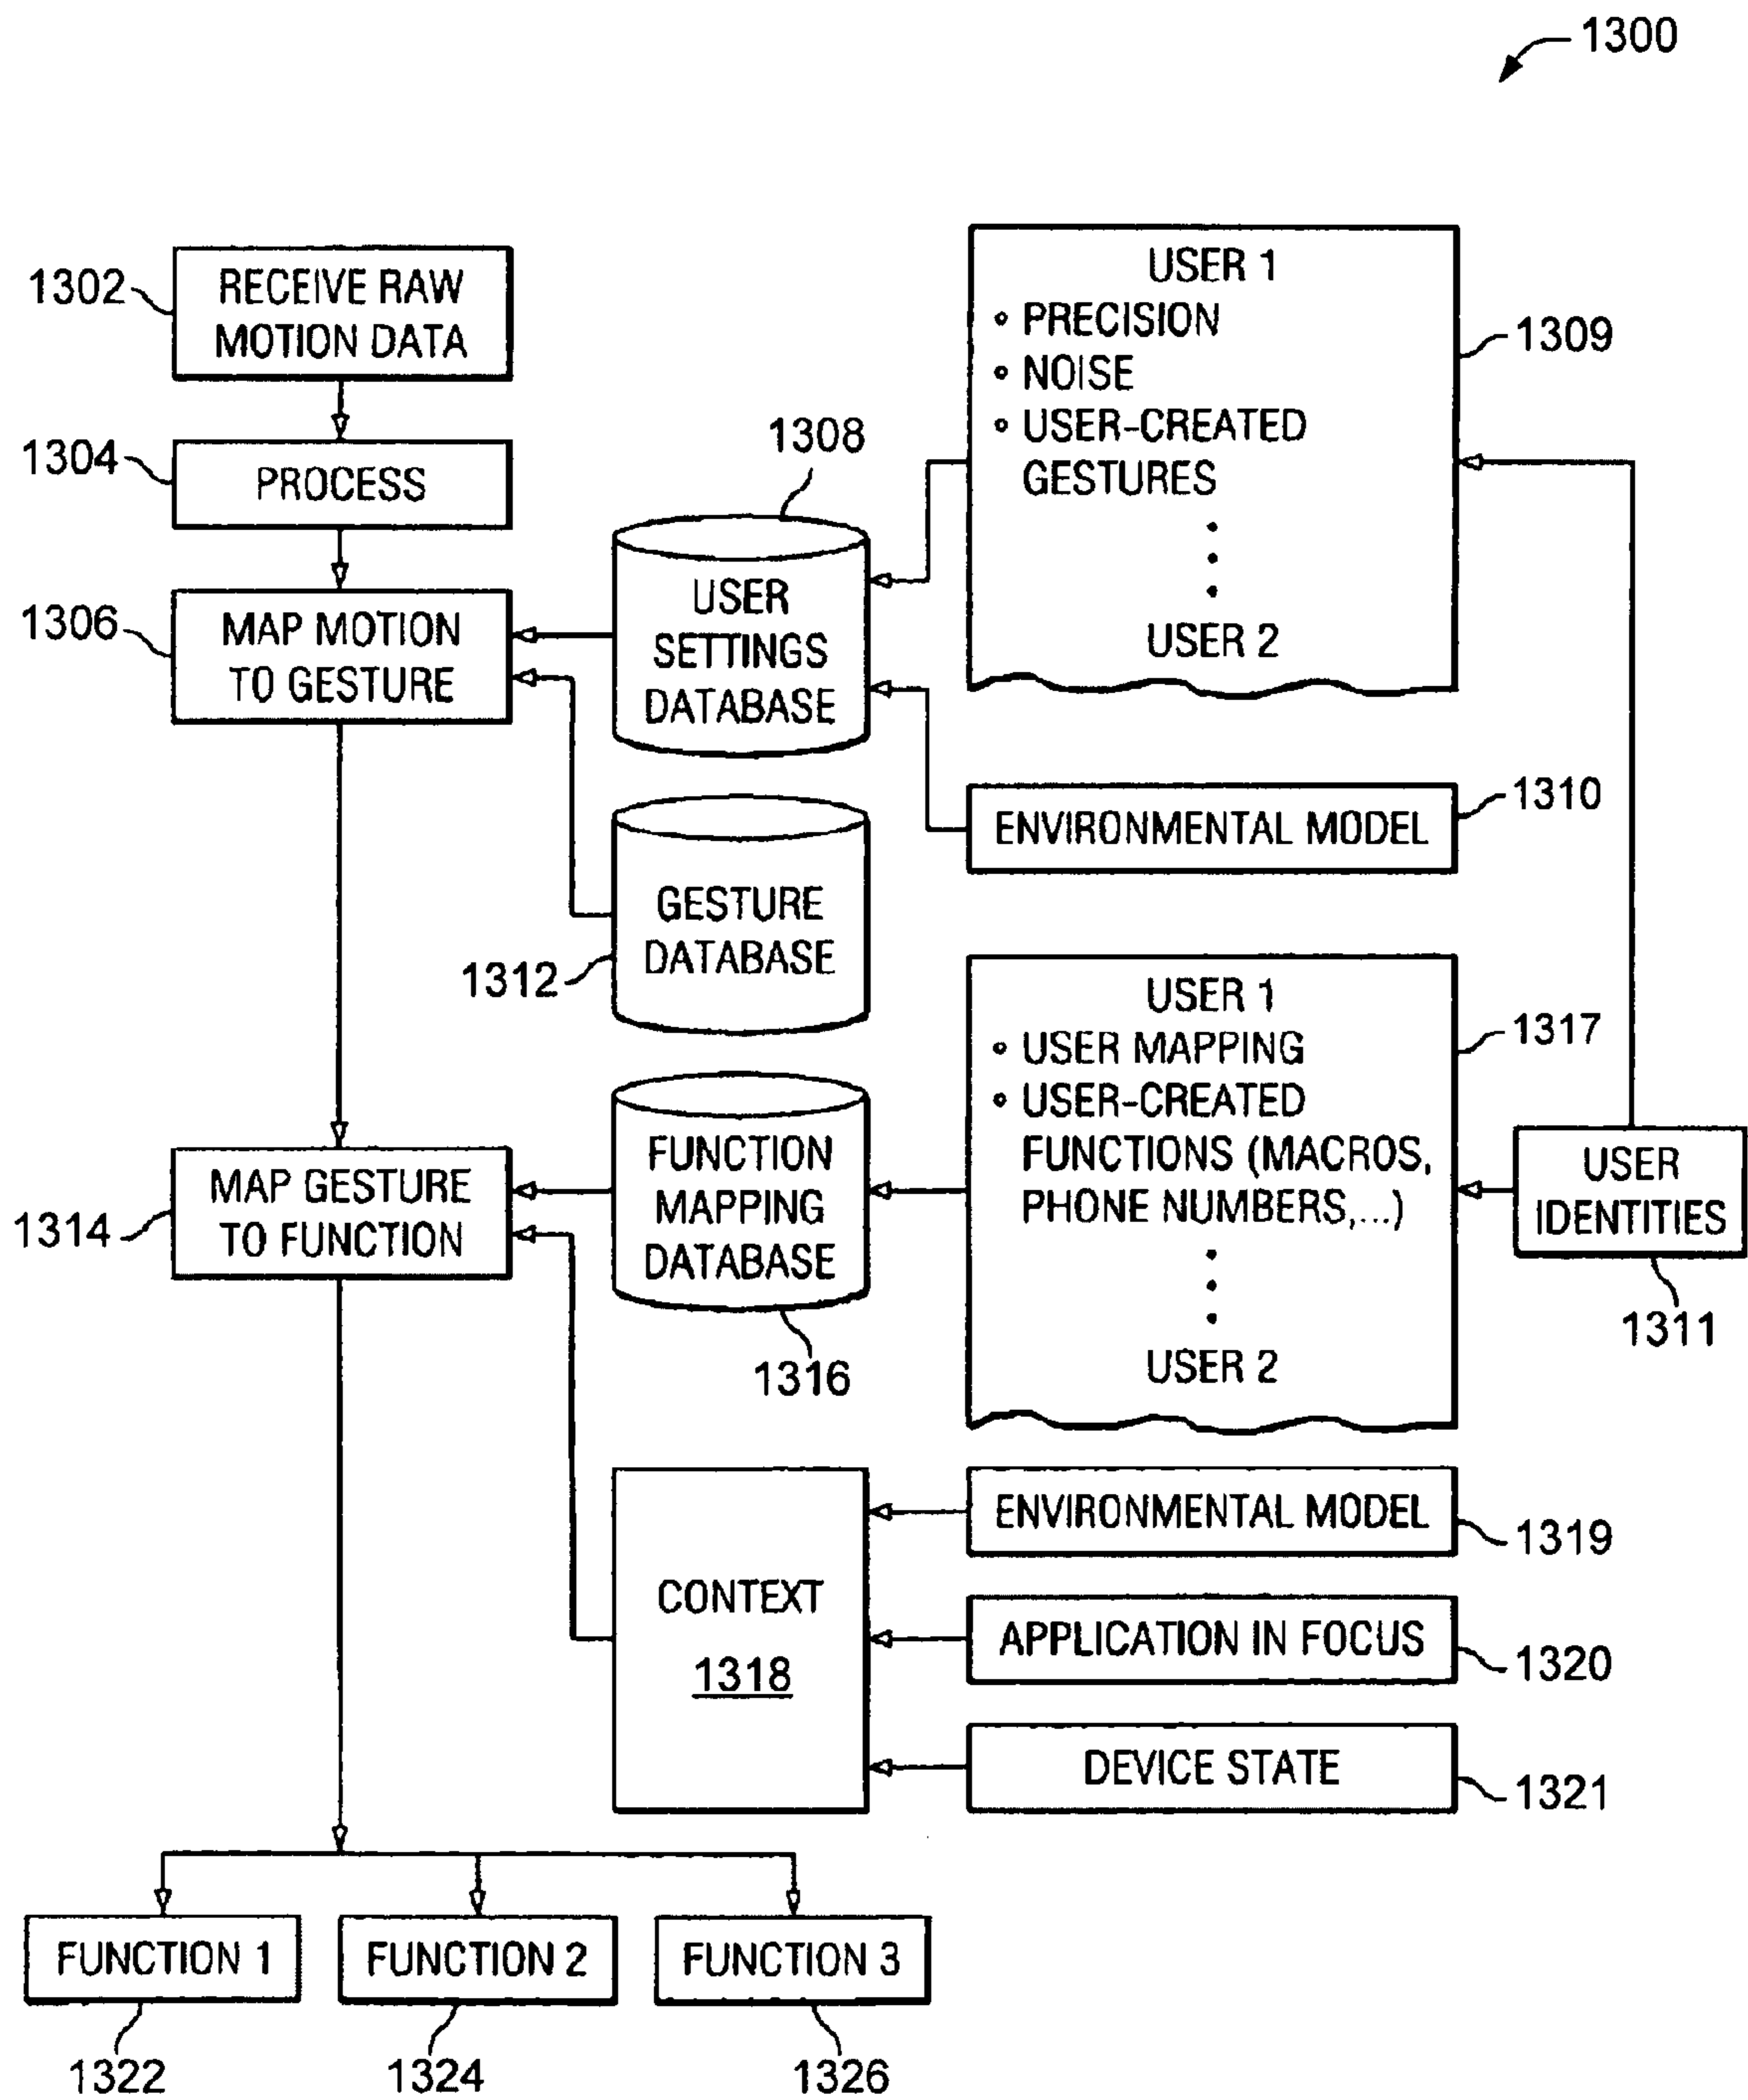 1300
1302
RECEIVE RAW
MOTION DATA
1304
PROCESS
1306
MAP MOTION
TO GESTURE
1308
USER
SETTINGS
DATABASE
USER 1
• PRECISION
• NOISE
• USER-CREATED
GESTURES
USER 2
1309
ENVIRONMENTAL MODEL
1310
GESTURE
DATABASE
1312
1314
MAP GESTURE
TO FUNCTION
FUNCTION
MAPPING
DATABASE
1316
USER 1
• USER MAPPING
• USER-CREATED
FUNCTIONS (MACROS,
PHONE NUMBERS,...)
USER 2
1317
USER
IDENTITIES
1311
CONTEXT
1318
ENVIRONMENTAL MODEL
1319
APPLICATION IN FOCUS
1320
DEVICE STATE
1321
FUNCTION 1
FUNCTION 2
FUNCTION 3
1322
1324
1326